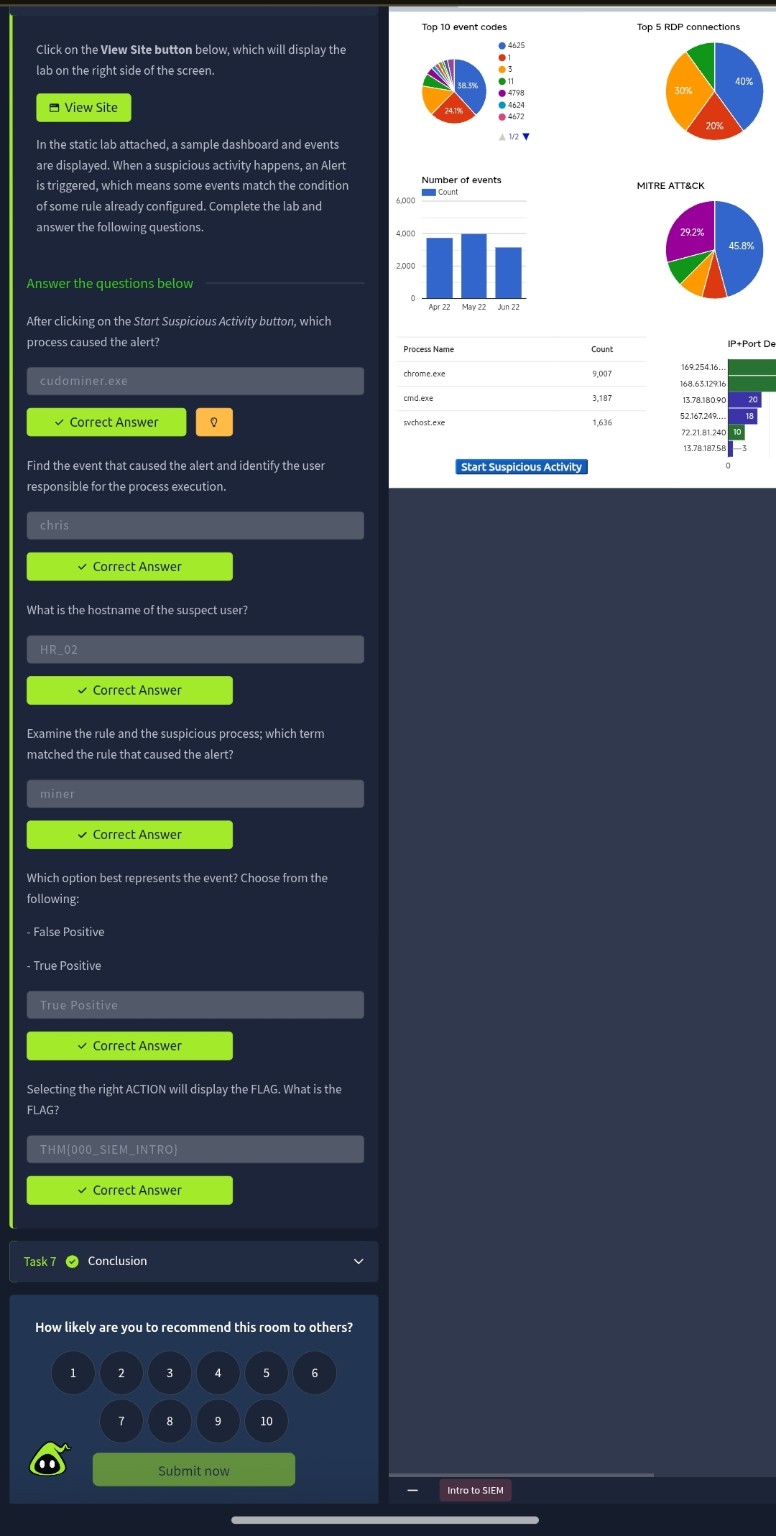 Click on the View Site button below, which will display the
lab on the right side of the screen.
View Site
In the static lab attached, a sample dashboard and events
are displayed. When a suspicious activity happens, an Alert
is triggered, which means some events match the condition
of some rule already configured. Complete the lab and
answer the following questions.
Answer the questions below
After clicking on the Start Suspicious Activity button, which
process caused the alert?
cudominer.exe
Correct Answer
Find the event that caused the alert and identify the user
responsible for the process execution.
chris
Correct Answer
What is the hostname of the suspect user?
HR_02
Correct Answer
Examine the rule and the suspicious process; which term
matched the rule that caused the alert?
miner
Correct Answer
Which option best represents the event? Choose from the
following:
- False Positive
- True Positive
True Positive
Correct Answer
Selecting the right ACTION will display the FLAG. What is the
FLAG?
THM{000_SIEM_INTRO}
Correct Answer
Task 7 Conclusion
How likely are you to recommend this room to others?
1 2 3 4 5 6
7 8 9 10
Submit now
Top 10 event codes
38.3%
24.1%
4625
1
3
11
4798
4624
4672
1/2
Top 5 RDP connections
40%
30%
20%
Number of events
Count
6,000
4,000
2,000
0
Apr 22 May 22 Jun 22
MITRE ATT&CK
29.2%
45.8%
Process Name Count
chrome.exe 9,007
cmd.exe 3,187
svchost.exe 1,636
IP+Port De
169.254.16...
168.63.129.16
13.78.180.90 20
52.167.249.... 18
72.21.81.240 10
13.78.187.58 3
0
Start Suspicious Activity
Intro to SIEM